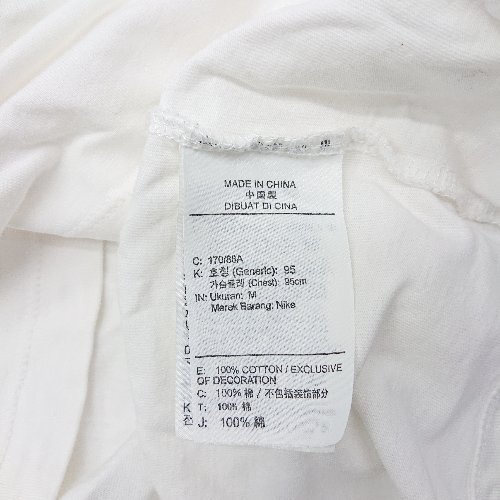 MADE IN CHINA
中国製
DIBUAT DI CINA
C: 170/88A
K: 호칭 (Generic): 95
가슴둘레 (Chest): 95cm
IN: Ukuran: M
Merek Barang: Nike
E: 100% COTTON / EXCLUSIVE
OF DECORATION
C: 100% 棉 / 不包括装饰部分
K T: 100% 棉
J: 100% 綿